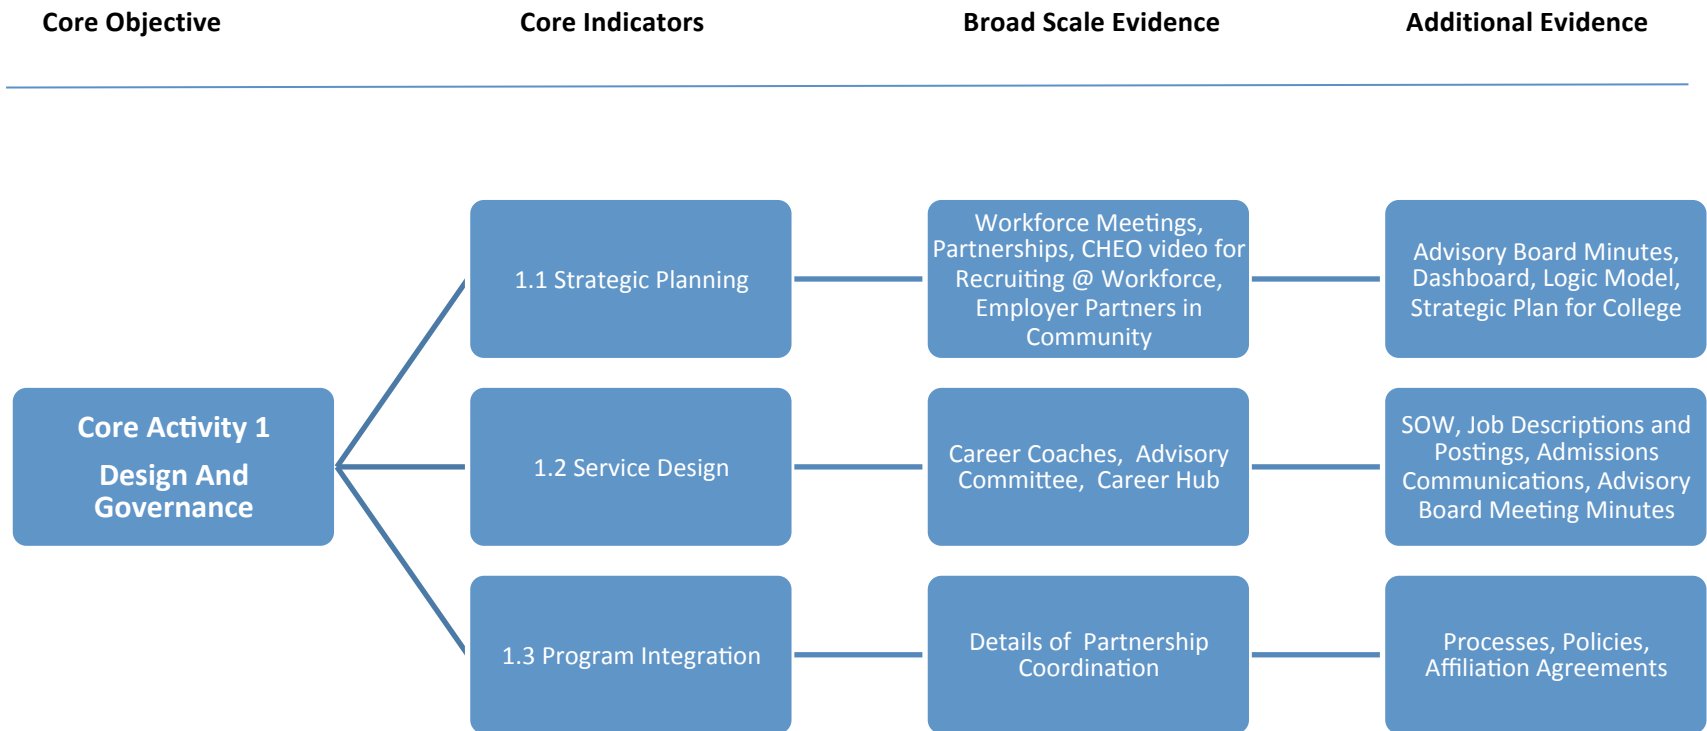 Core Objective
Core Indicators
Broad Scale Evidence
Additional Evidence
Core Activity 1
Design And
Governance
1.1 Strategic Planning
Workforce Meetings,
Partnerships, CHEO video for
Recruiting @ Workforce,
Employer Partners in
Community
Advisory Board Minutes,
Dashboard, Logic Model,
Strategic Plan for College
1.2 Service Design
Career Coaches,  Advisory
Committee,  Career Hub
SOW, Job Descriptions and
Postings, Admissions
Communications, Advisory
Board Meeting Minutes
1.3 Program Integration
Details of  Partnership
Coordination
Processes, Policies,
Affiliation Agreements